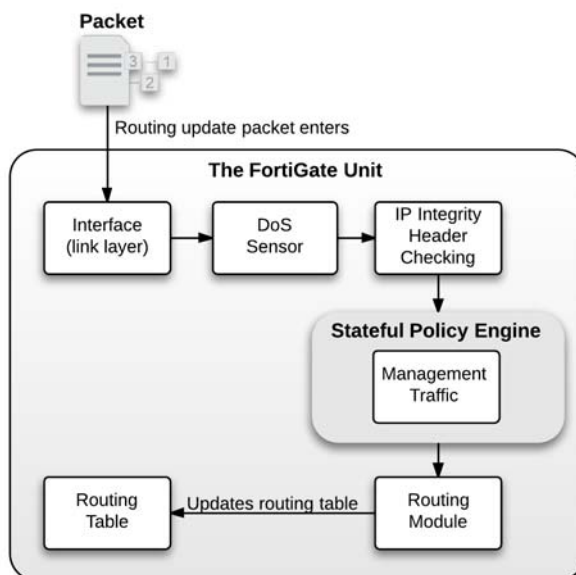 Packet
3
1
2
Routing update packet enters
The FortiGate Unit
Interface
(link layer)
DoS
Sensor
IP Integrity
Header
Checking
Stateful Policy Engine
Management
Traffic
Routing
Table
Updates routing table
Routing
Module